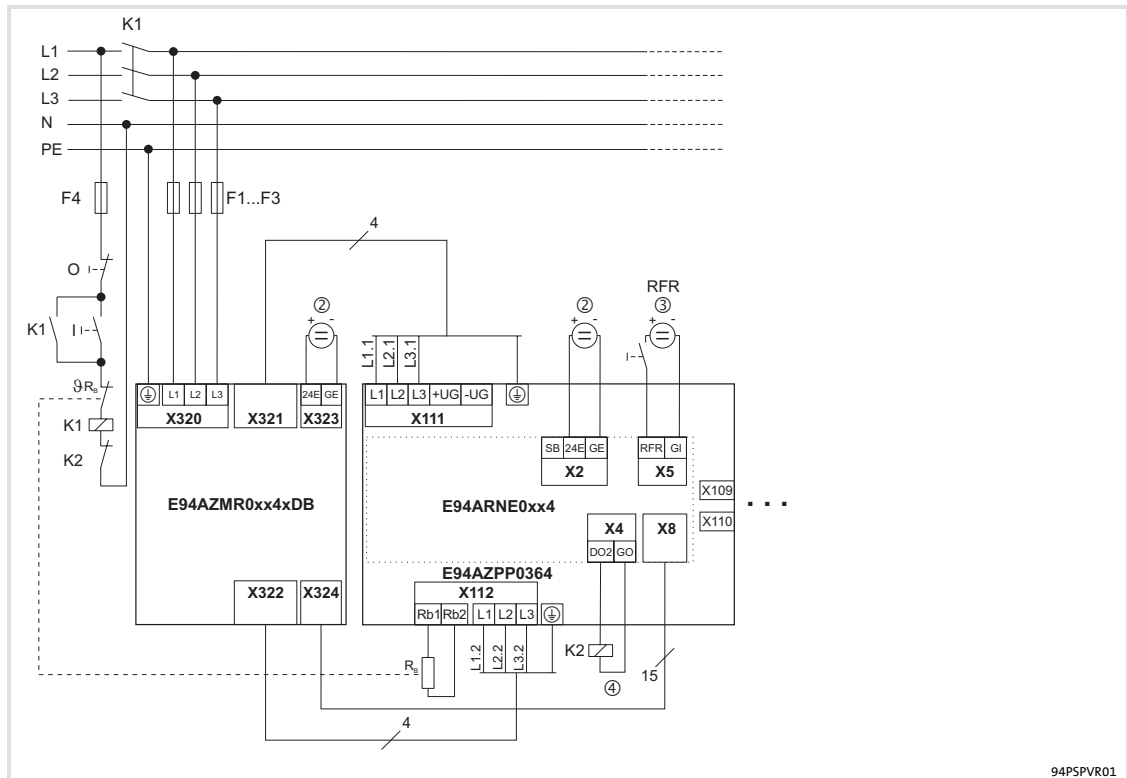 K1
L1
L2
L3
N
PE
F4
F1...F3
4
O
②
②
RFR
③
+ -
+ -
+ -
K1
I
L1.1
L2.1
L3.1
ϑRB
L1 L2 L3
24E GE
L1 L2 L3 +UG -UG
X320
X321
X323
X111
K1
K2
SB 24E GE
RFR GI
X2
X5
X109
E94AZMR0xx4xDB
E94ARNE0xx4
. . .
X110
X4
X8
DO2 GO
E94AZPP0364
X322
X324
X112
Rb1 Rb2 L1 L2 L3
L1.2
L2.2
L3.2
K2
RB
15
④
4
94PSPVR01